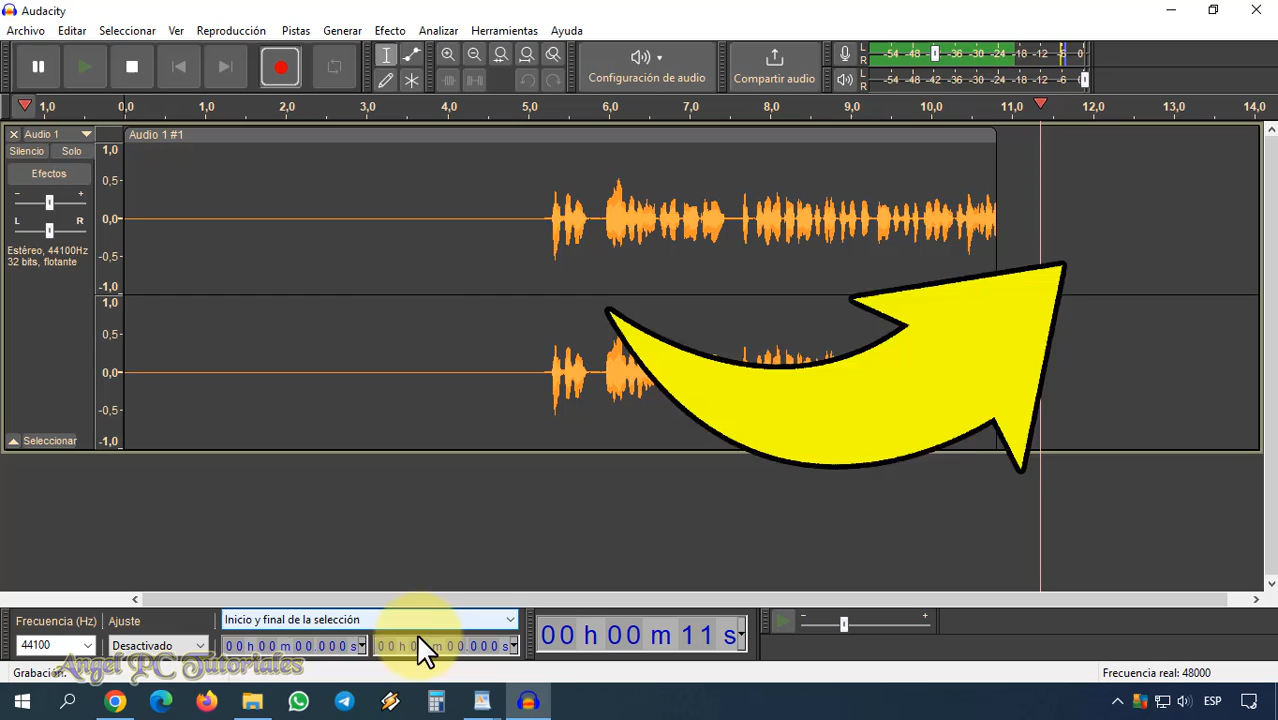 Audacity
Archivo Editar Seleccionar Ver Reproducción Pistas Generar Efecto Analizar Herramientas Ayuda
Configuración de audio
Compartir audio
L
R
-54 -48 -42 -36 -30 -24 -18 -12 -6 0
L
R
-54 -48 -42 -36 -30 -24 -18 -12 -6
1,0 0,0 1,0 2,0 3,0 4,0 5,0 6,0 7,0 8,0 9,0 10,0 11,0 12,0 13,0 14,0
Audio 1
Audio 1 #1
Silencio Solo
Efectos
- +
L R
Estéreo, 44100Hz
32 bits, flotante
Seleccionar
1,0
0,5
0,0
-0,5
-1,0
1,0
0,5
0,0
-0,5
-1,0
Frecuencia (Hz) Ajuste
Inicio y final de la selección
44100 Desactivado
00 h 00 m 00.000 s
00 h 00 m 11 s
- +
Angel PC Tutoriales
Grabación.
Frecuencia real: 48000
ESP